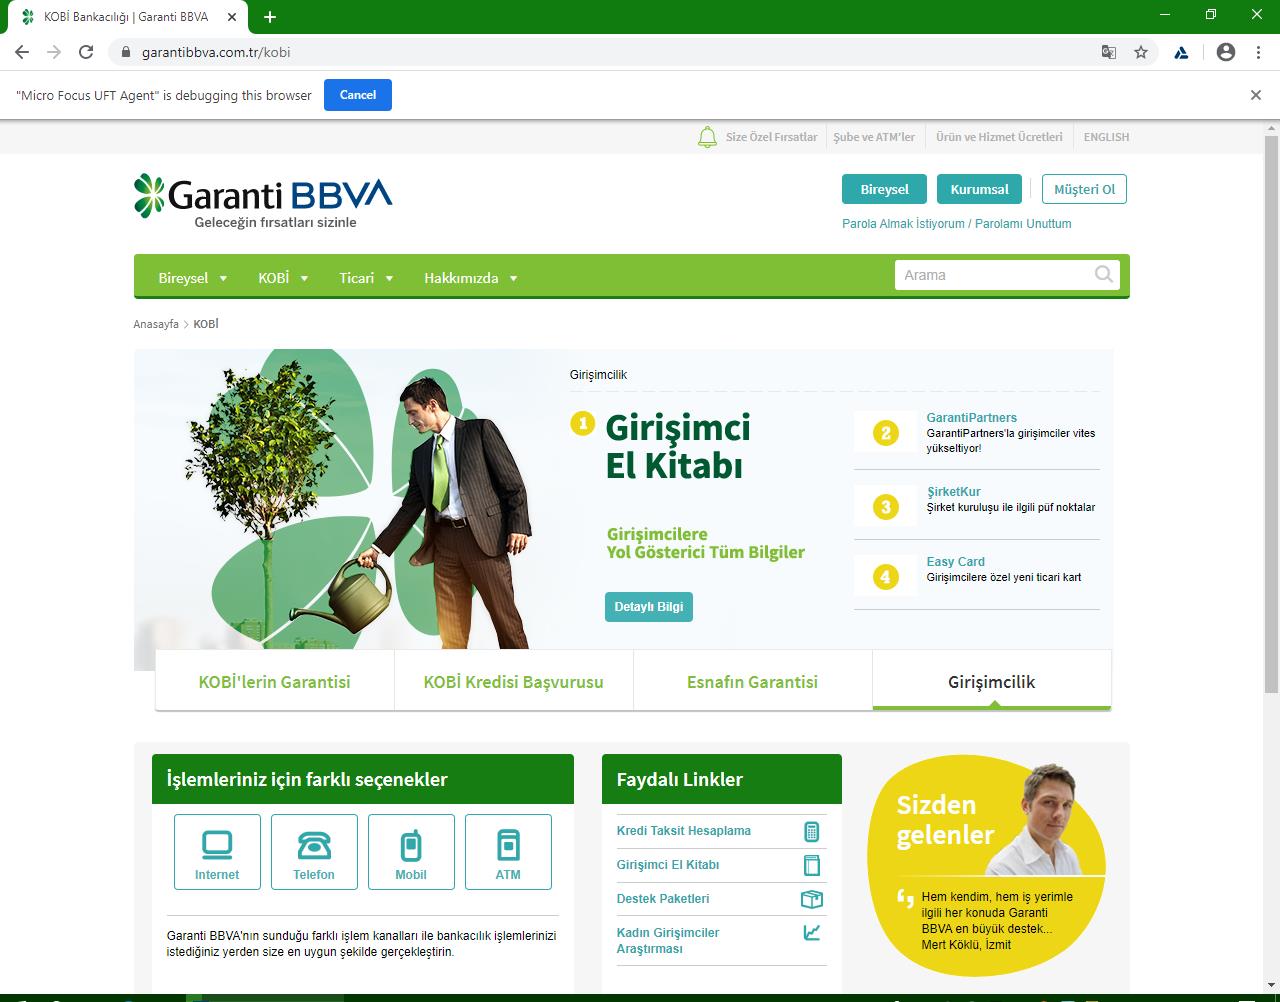 KOBİ Bankacılığı | Garanti BBVA
garantibbva.com.tr/kobi
"Micro Focus UFT Agent" is debugging this browser
Cancel
Size Özel Fırsatlar
Şube ve ATM'ler
Ürün ve Hizmet Ücretleri
ENGLISH
Garanti BBVA
Geleceğin fırsatları sizinle
Bireysel
Kurumsal
Müşteri Ol
Parola Almak İstiyorum / Parolamı Unuttum
Bireysel
KOBİ
Ticari
Hakkımızda
Arama
Anasayfa > KOBİ
Girişimcilik
1
Girişimci
El Kitabı
Girişimcilere
Yol Gösterici Tüm Bilgiler
Detaylı Bilgi
2
GarantiPartners
GarantiPartners'la girişimciler vites
yükseltiyor!
3
ŞirketKur
Şirket kuruluşu ile ilgili püf noktalar
4
Easy Card
Girişimcilere özel yeni ticari kart
KOBİ'lerin Garantisi
KOBİ Kredisi Başvurusu
Esnafın Garantisi
Girişimcilik
İşlemleriniz için farklı seçenekler
Internet
Telefon
Mobil
ATM
Garanti BBVA'nın sunduğu farklı işlem kanalları ile bankacılık işlemlerinizi
istediğiniz yerden size en uygun şekilde gerçekleştirin.
Faydalı Linkler
Kredi Taksit Hesaplama
Girişimci El Kitabı
Destek Paketleri
Kadın Girişimciler
Araştırması
Sizden
gelenler
Hem kendim, hem iş yerimle
ilgili her konuda Garanti
BBVA en büyük destek...
Mert Köklü, İzmit